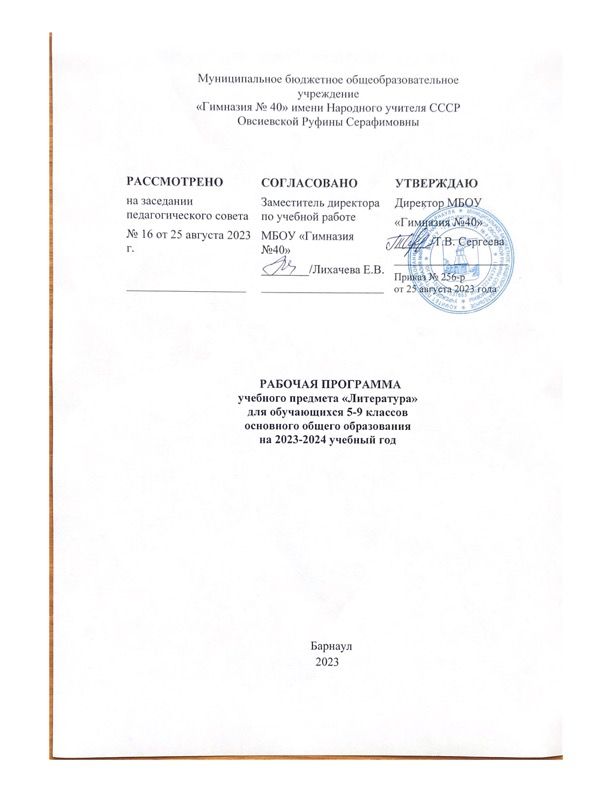 Муниципальное бюджетное общеобразовательное
учреждение
«Гимназия № 40» имени Народного учителя СССР
Овсиевской Руфины Серафимовны
РАССМОТРЕНО
на заседании
педагогического совета
№ 16 от 25 августа 2023
г.
СОГЛАСОВАНО
Заместитель директора
по учебной работе
МБОУ «Гимназия
№40»
/Лихачева Е.В.
УТВЕРЖДАЮ
Директор МБОУ
«Гимназия №40»
/Т.В. Сергеева
Приказ № 256-р
от 25 августа 2023 года
РАБОЧАЯ ПРОГРАММА
учебного предмета «Литература»
для обучающихся 5-9 классов
основного общего образования
на 2023-2024 учебный год
Барнаул
2023